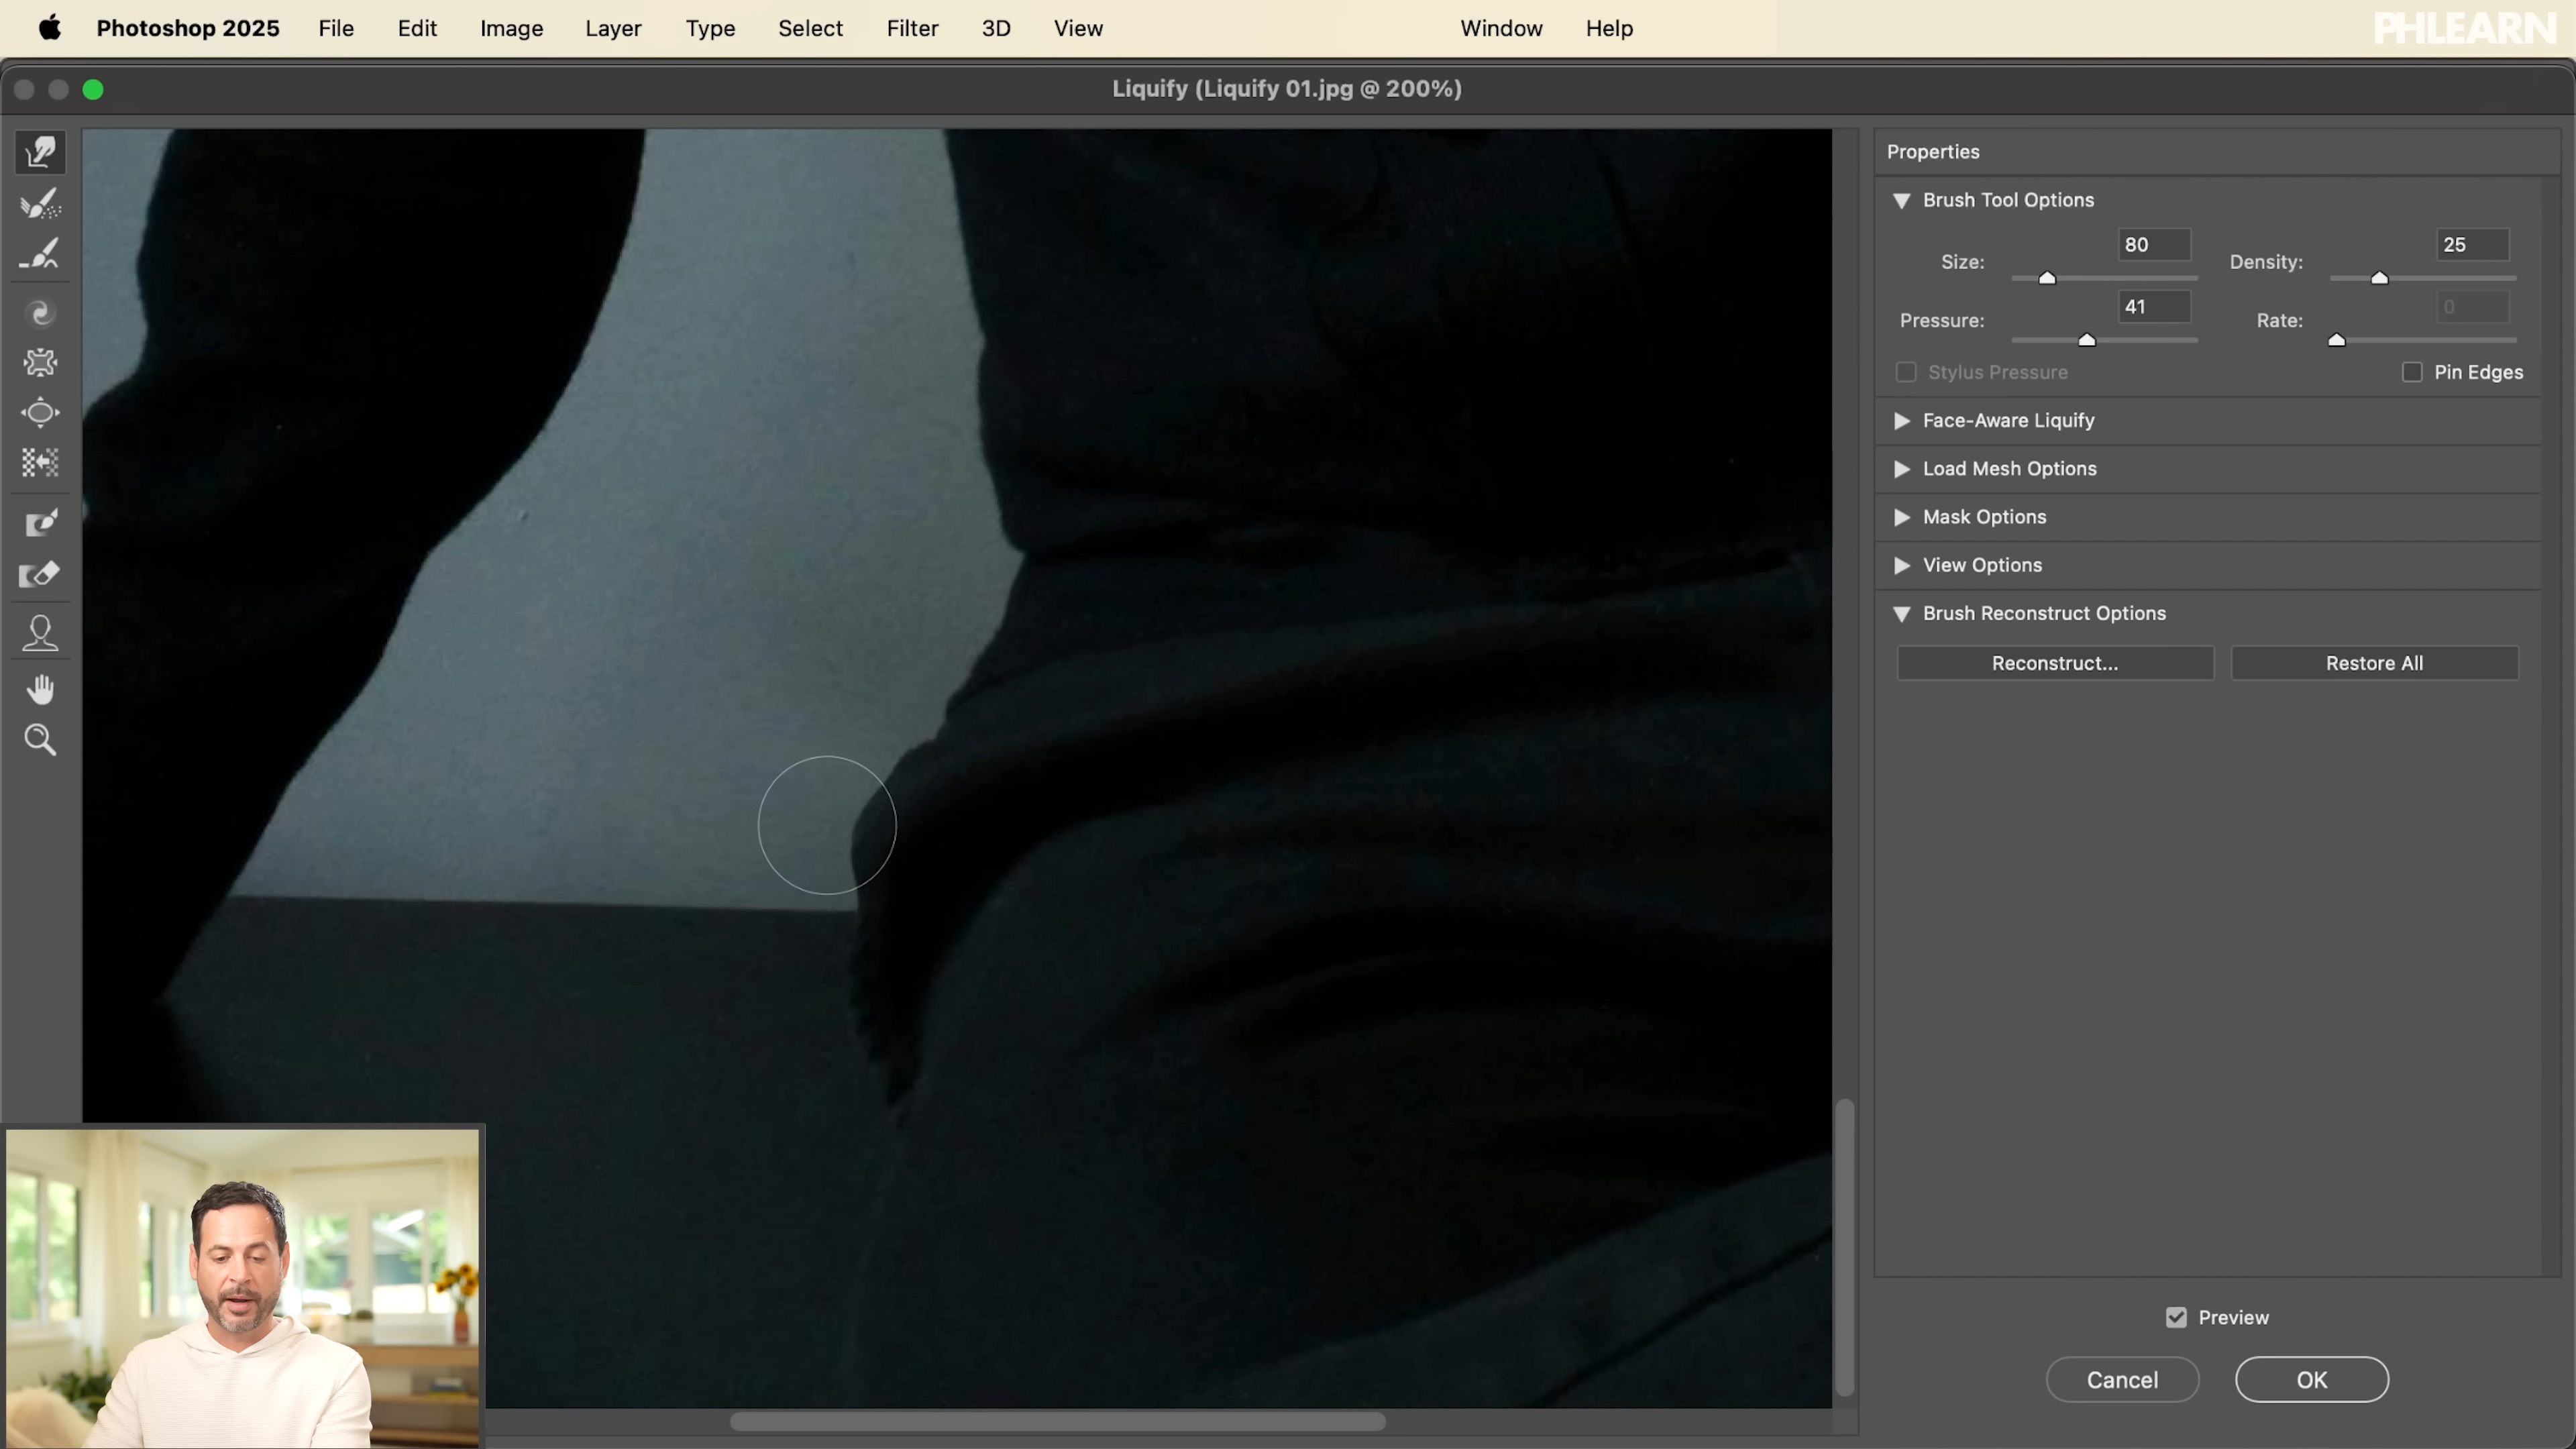 Photoshop 2025 File Edit Image Layer Type Select Filter 3D View Window Help
PHLEARN
Liquify (Liquify 01.jpg @ 200%)
Properties
Brush Tool Options
Size: 80 Density: 25
Pressure: 41 Rate: 0
Stylus Pressure Pin Edges
Face-Aware Liquify
Load Mesh Options
Mask Options
View Options
Brush Reconstruct Options
Reconstruct... Restore All
Preview
Cancel OK